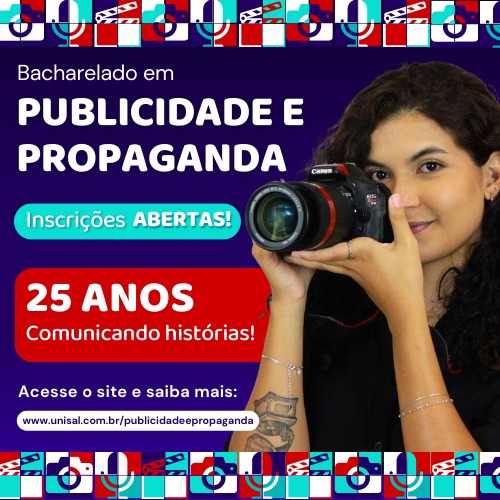 Bacharelado em
PUBLICIDADE E
PROPAGANDA
Inscrições ABERTAS!
25 ANOS
Comunicando histórias!
Acesse o site e saiba mais:
www.unisal.com.br/publicidadeepropaganda
Canon
EOS